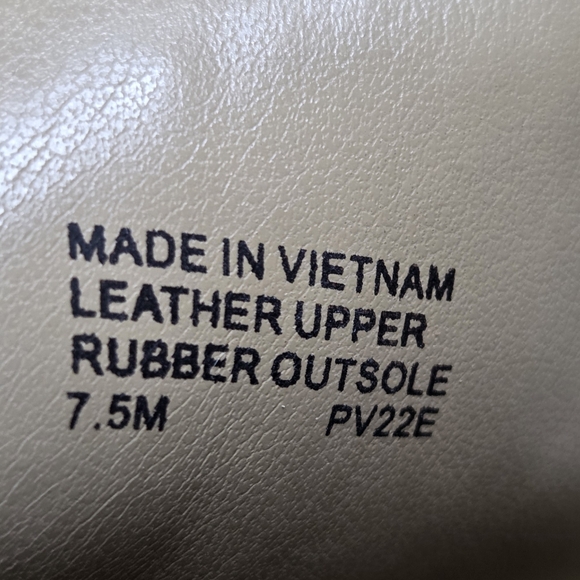 MADE IN VIETNAM
LEATHER UPPER
RUBBER OUTSOLE
7.5M PV22E